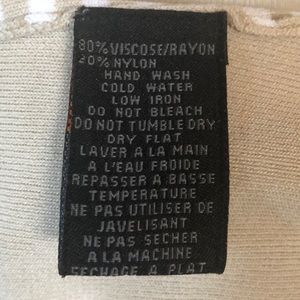 80% VISCOSE/RAYON
20% NYLON
HAND WASH
COLD WATER
LOW IRON
DO NOT BLEACH
DO NOT TUMBLE DRY
DRY FLAT
LAVER A LA MAIN
A L'EAU FROIDE
REPASSER A BASSE
TEMPERATURE
NE PAS UTILISER DE
JAVELISANT
NE PAS SECHER
A LA MACHINE
SECHAGE A PLAT